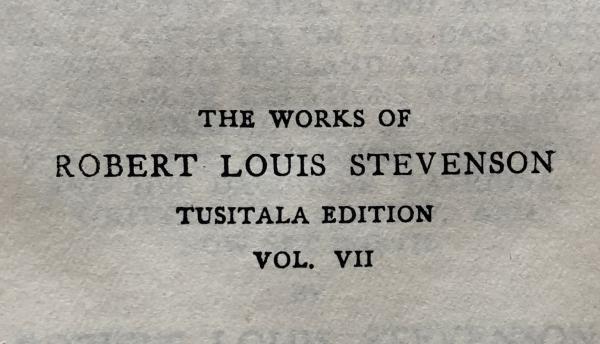 THE WORKS OF
ROBERT LOUIS STEVENSON
TUSITALA EDITION
VOL. VII